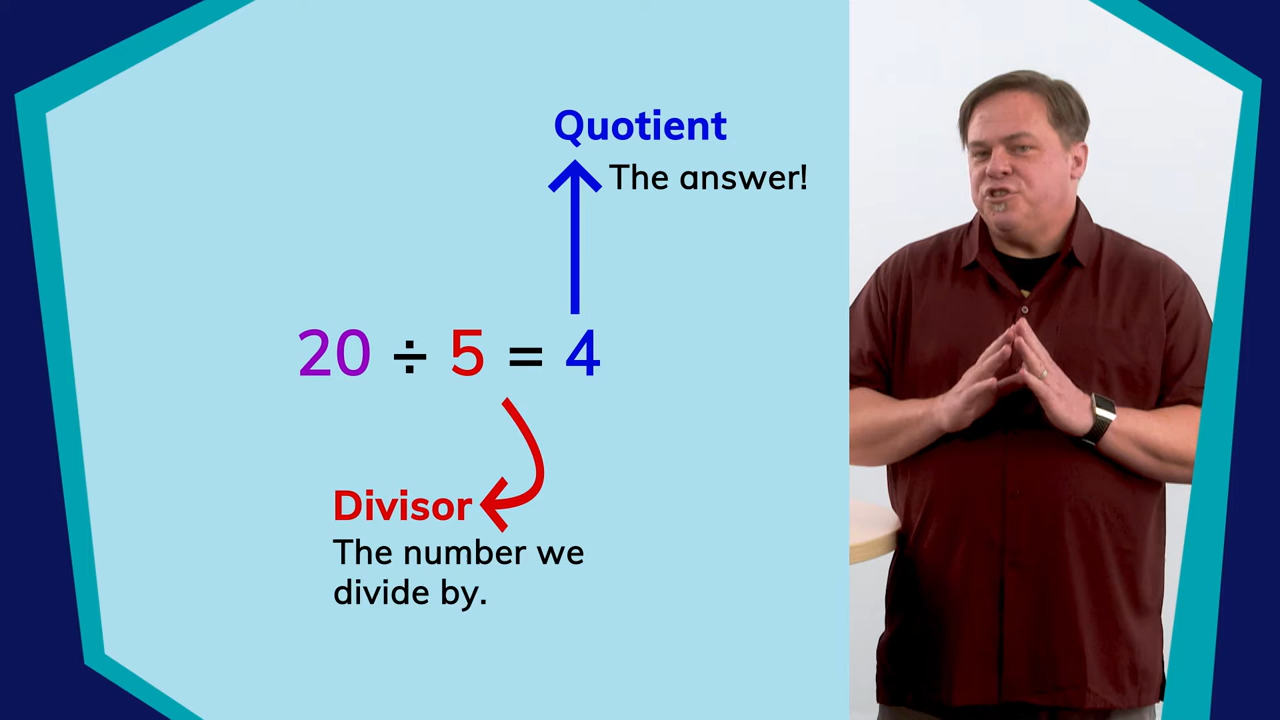 Quotient
The answer!
20 ÷ 5 = 4
Divisor
The number we
divide by.